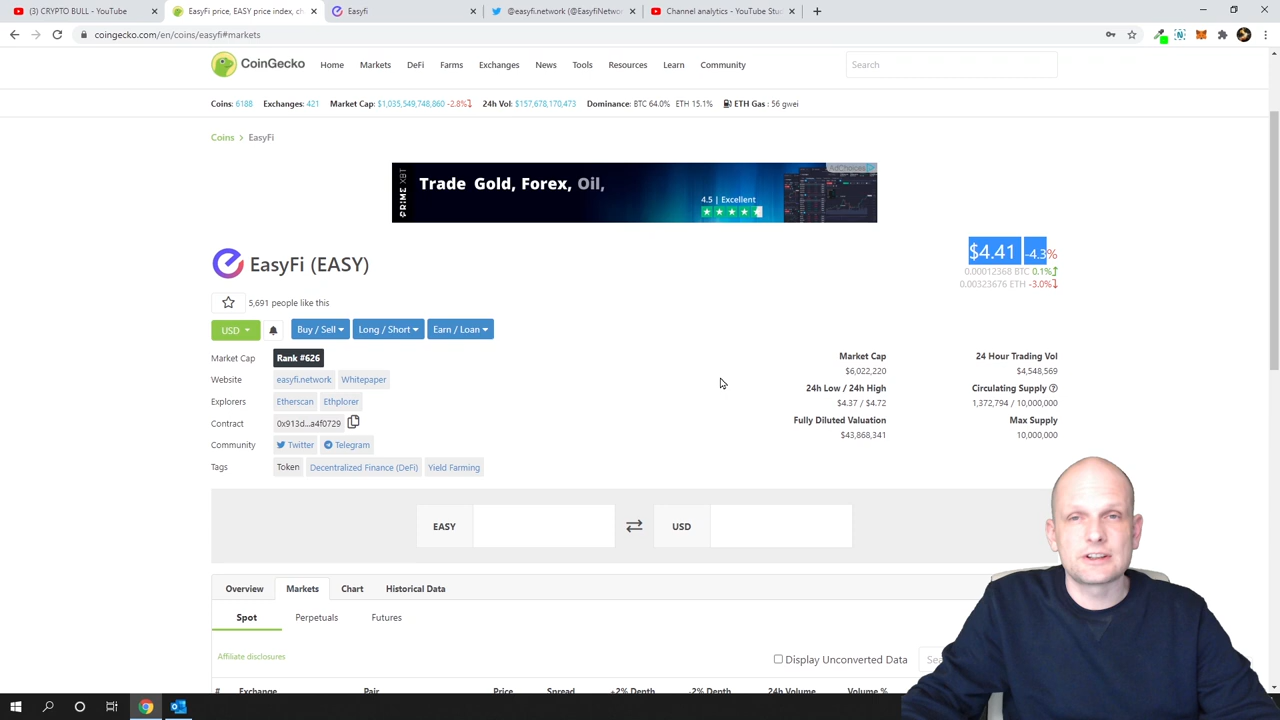 (3) CRYPTO BULL - YouTube
EasyFi price, EASY price index, ch
Easyfi
@easyfi.network (@EasyfiNetwor
Channel analytics - YouTube Stu
coingecko.com/en/coins/easyfi#markets
CoinGecko Home Markets DeFi Farms Exchanges News Tools Resources Learn Community Search
Coins: 6188 Exchanges: 421 Market Cap: $1,035,549,748,860 -2.8% 24h Vol: $157,678,170,473 Dominance: BTC 64.0% ETH 15.1% ETH Gas : 56 gwei
Coins > EasyFi
PRIME XBT
Trade Gold, Forex, Oil,
AdChoices
4.5 | Excellent
EasyFi (EASY)
$4.41 -4.3%
0.00012368 BTC 0.1%
0.00323676 ETH -3.0%
5,691 people like this
USD Buy / Sell Long / Short Earn / Loan
Market Cap Rank #626
Website easyfi.network Whitepaper
Explorers Etherscan Ethplorer
Contract 0x913d...a4f0729
Community Twitter Telegram
Tags Token Decentralized Finance (DeFi) Yield Farming
Market Cap 24 Hour Trading Vol
$6,022,220 $4,548,569
24h Low / 24h High Circulating Supply
$4.37 / $4.72 1,372,794 / 10,000,000
Fully Diluted Valuation Max Supply
$43,868,341 10,000,000
EASY USD
Overview Markets Chart Historical Data
Spot Perpetuals Futures
Affiliate disclosures
Display Unconverted Data
# Exchange Pair Price Spread +2% Depth -2% Depth 24h Volume Volume %